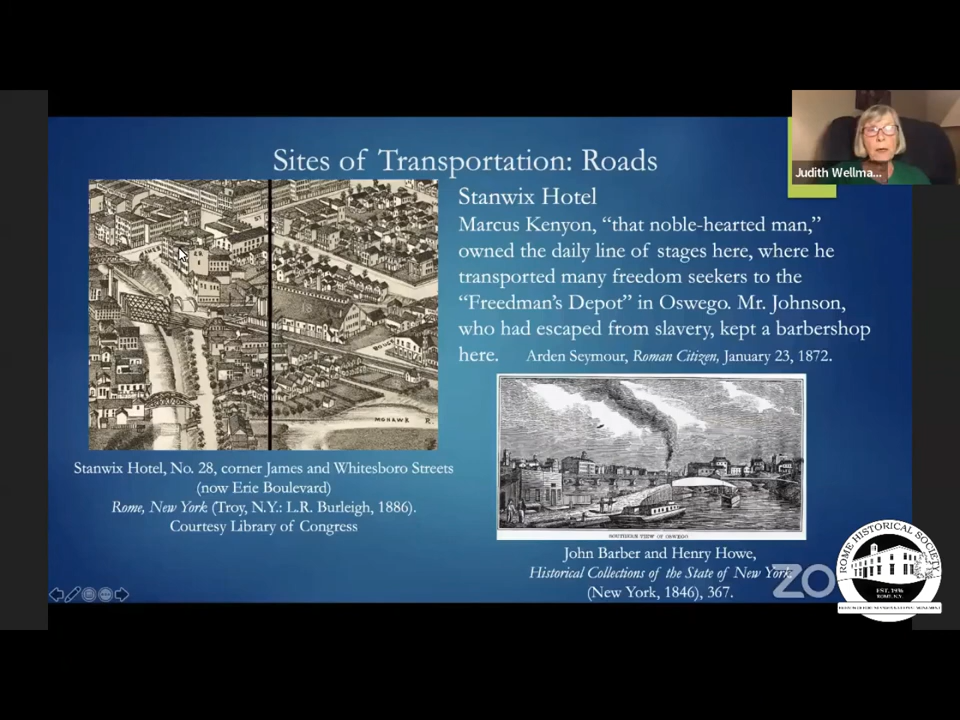 Judith Wellma...
Sites of Transportation: Roads
Stanwix Hotel
Marcus Kenyon, “that noble-hearted man,”
owned the daily line of stages here, where he
transported many freedom seekers to the
“Freedman’s Depot” in Oswego. Mr. Johnson,
who had escaped from slavery, kept a barbershop
here. Arden Seymour, Roman Citizen, January 23, 1872.
MOHAWK R.
Stanwix Hotel, No. 28, corner James and Whitesboro Streets
(now Erie Boulevard)
Rome, New York (Troy, N.Y.: L.R. Burleigh, 1886).
Courtesy Library of Congress
SOUTHERN VIEW OF OSWEGO
John Barber and Henry Howe,
Historical Collections of the State of New York
(New York, 1846), 367.
ROME HISTORICAL SOCIETY
EST. 1936
ROME, N.Y.